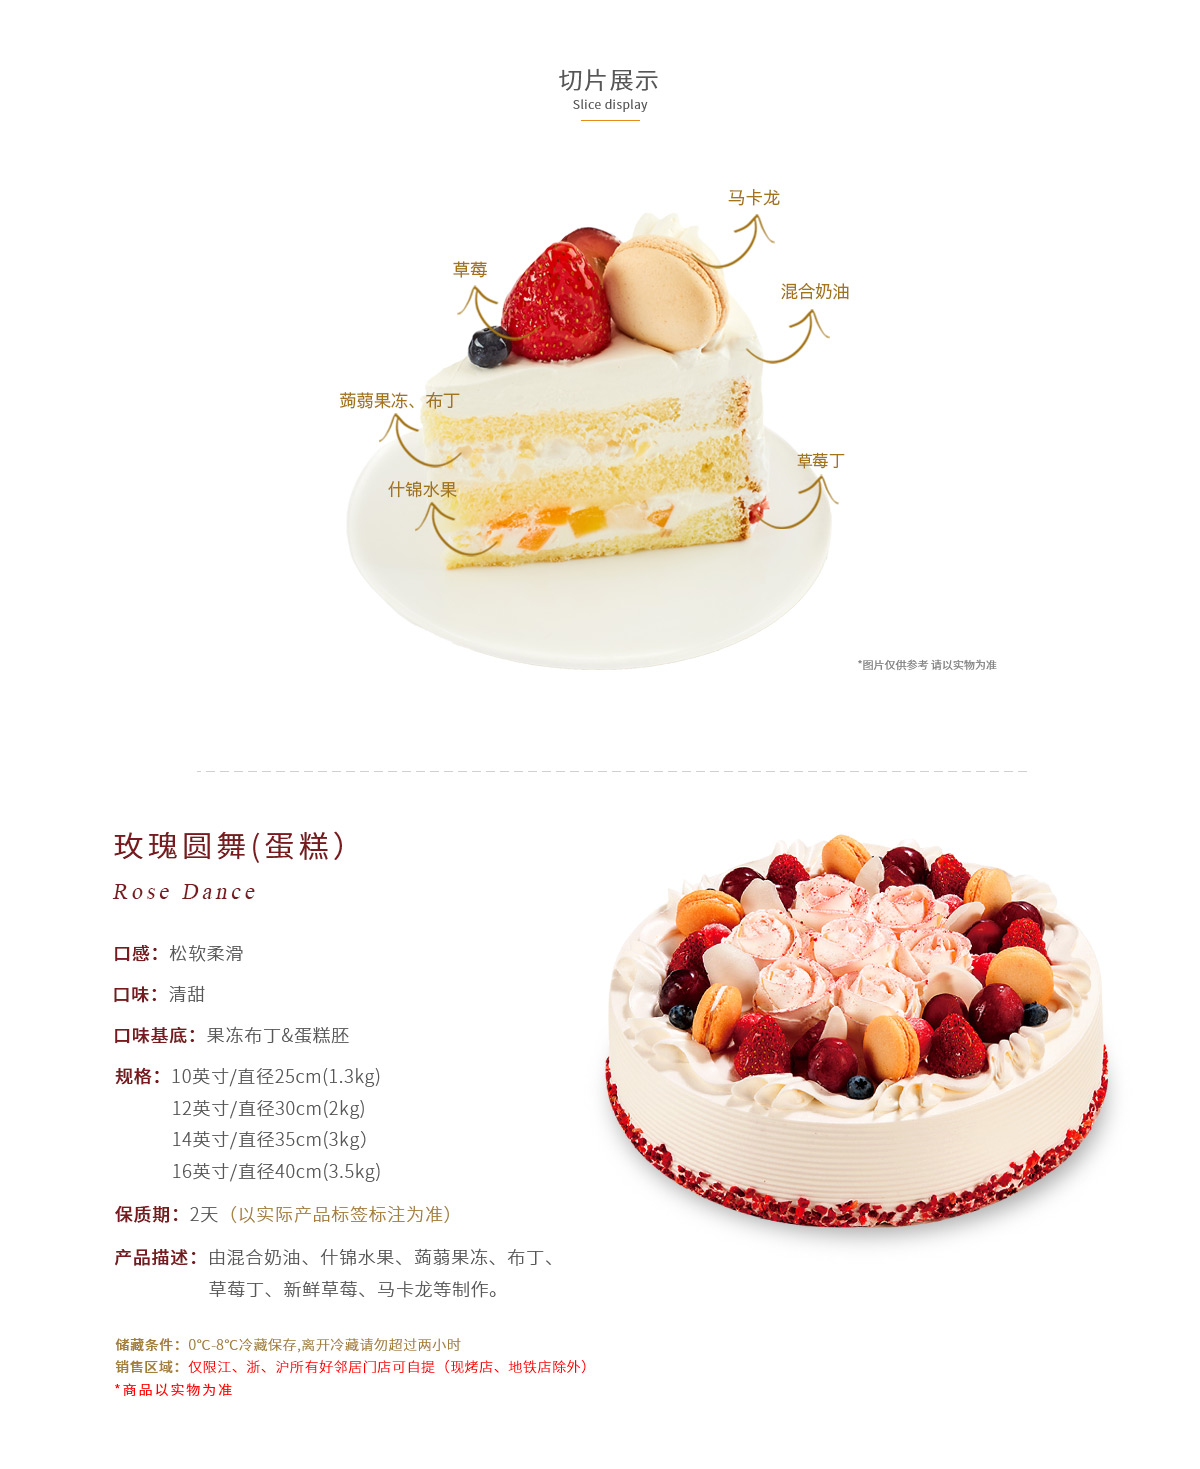 切片展示
Slice display
马卡龙
草莓
混合奶油
蒟蒻果冻、布丁
草莓丁
什锦水果
*图片仅供参考 请以实物为准
玫瑰圆舞(蛋糕）
Rose Dance
口感：松软柔滑
口味：清甜
口味基底：果冻布丁&蛋糕胚
规格：10英寸/直径25cm(1.3kg)
12英寸/直径30cm(2kg)
14英寸/直径35cm(3kg）
16英寸/直径40cm(3.5kg)
保质期：2天（以实际产品标签标注为准）
产品描述：由混合奶油、什锦水果、蒟蒻果冻、布丁、
草莓丁、新鲜草莓、马卡龙等制作。
储藏条件：0℃-8℃冷藏保存,离开冷藏请勿超过两小时
销售区域：仅限江、浙、沪所有好邻居门店可自提（现烤店、地铁店除外）
*商品以实物为准